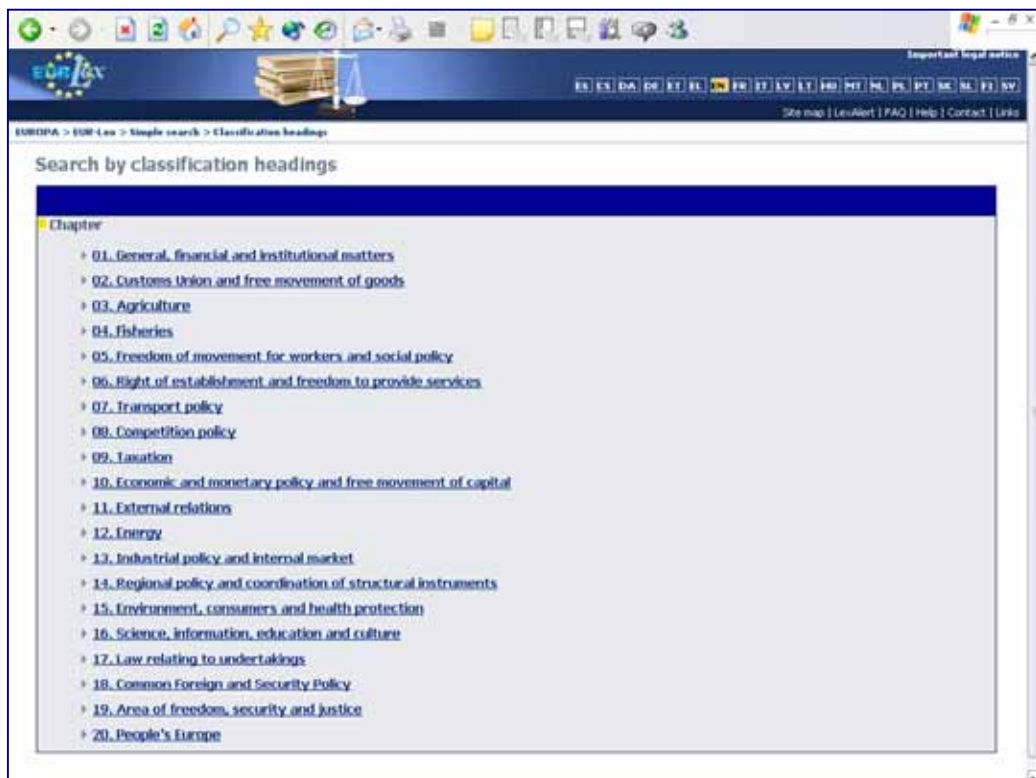 EUR Lex
Important legal notice
ES CS DA DE ET EL EN FR IT LV LT HU MT NL PL PT SK SL FI SV
Site map | LexAlert | FAQ | Help | Contact | Links
EUROPA > EUR-Lex > Simple search > Classification headings
Search by classification headings
Chapter
01. General, financial and institutional matters
02. Customs Union and free movement of goods
03. Agriculture
04. Fisheries
05. Freedom of movement for workers and social policy
06. Right of establishment and freedom to provide services
07. Transport policy
08. Competition policy
09. Taxation
10. Economic and monetary policy and free movement of capital
11. External relations
12. Energy
13. Industrial policy and internal market
14. Regional policy and coordination of structural instruments
15. Environment, consumers and health protection
16. Science, information, education and culture
17. Law relating to undertakings
18. Common Foreign and Security Policy
19. Area of freedom, security and justice
20. People's Europe